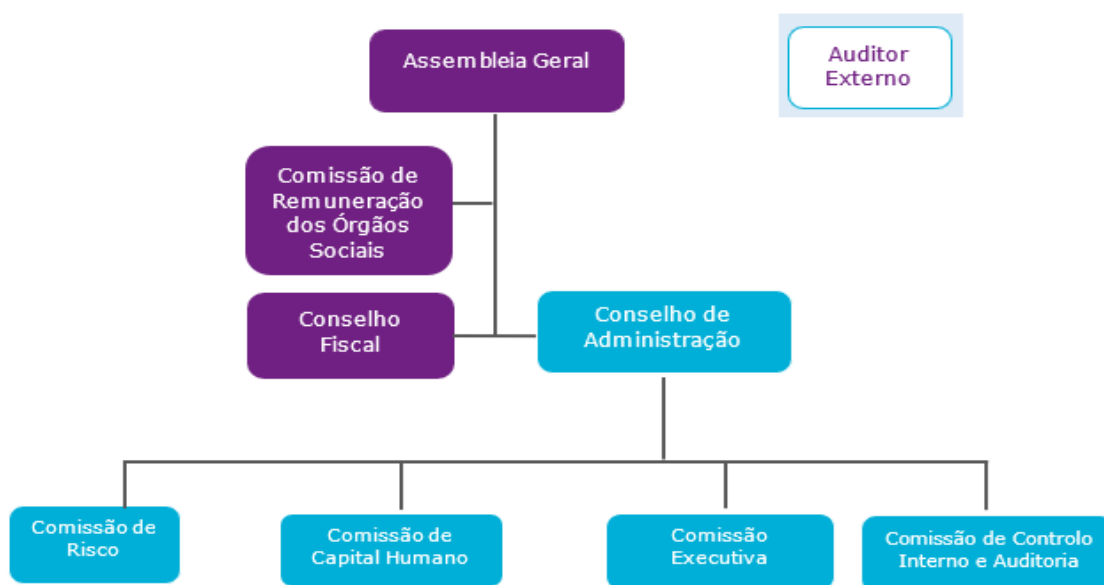 Assembleia Geral
Auditor
Externo
Comissão de
Remuneração
dos Órgãos
Sociais
Conselho
Fiscal
Conselho de
Administração
Comissão de
Risco
Comissão de
Capital Humano
Comissão
Executiva
Comissão de Controlo
Interno e Auditoria